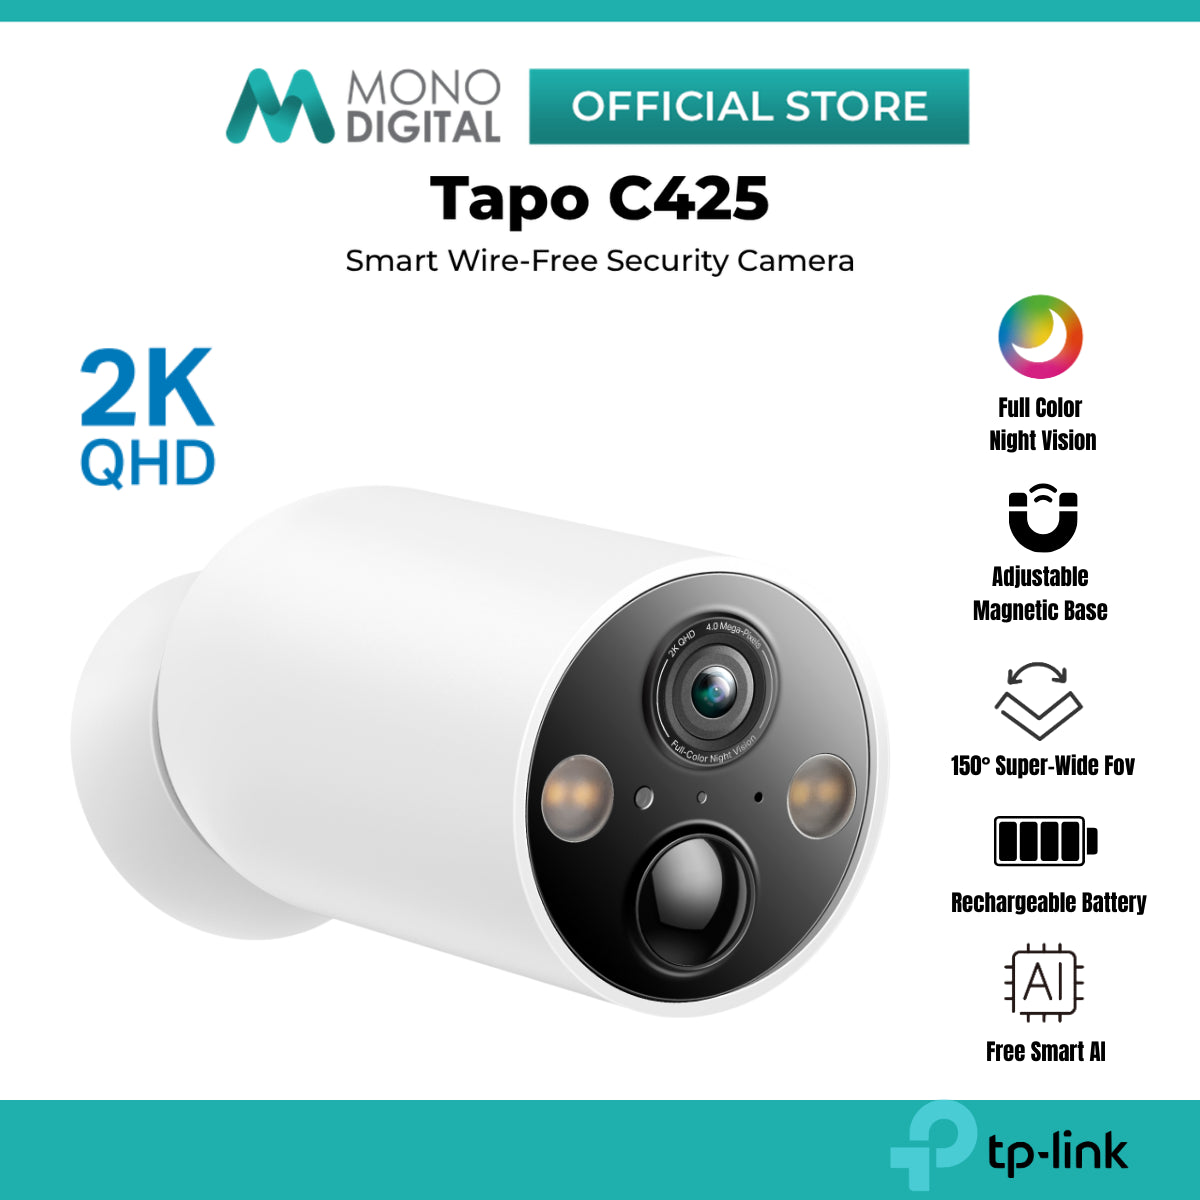 MONO
DIGITAL
OFFICIAL STORE
Tapo C425
Smart Wire-Free Security Camera
2K
QHD
Full Color
Night Vision
Adjustable
Magnetic Base
150° Super-Wide Fov
Rechargeable Battery
AI
Free Smart AI
2K QHD 4.0 Mega-Pixels
Full-Color Night Vision
tp-link